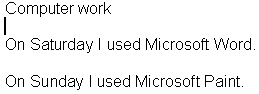 Computer work
On Saturday I used Microsoft Word.
On Sunday I used Microsoft Paint.